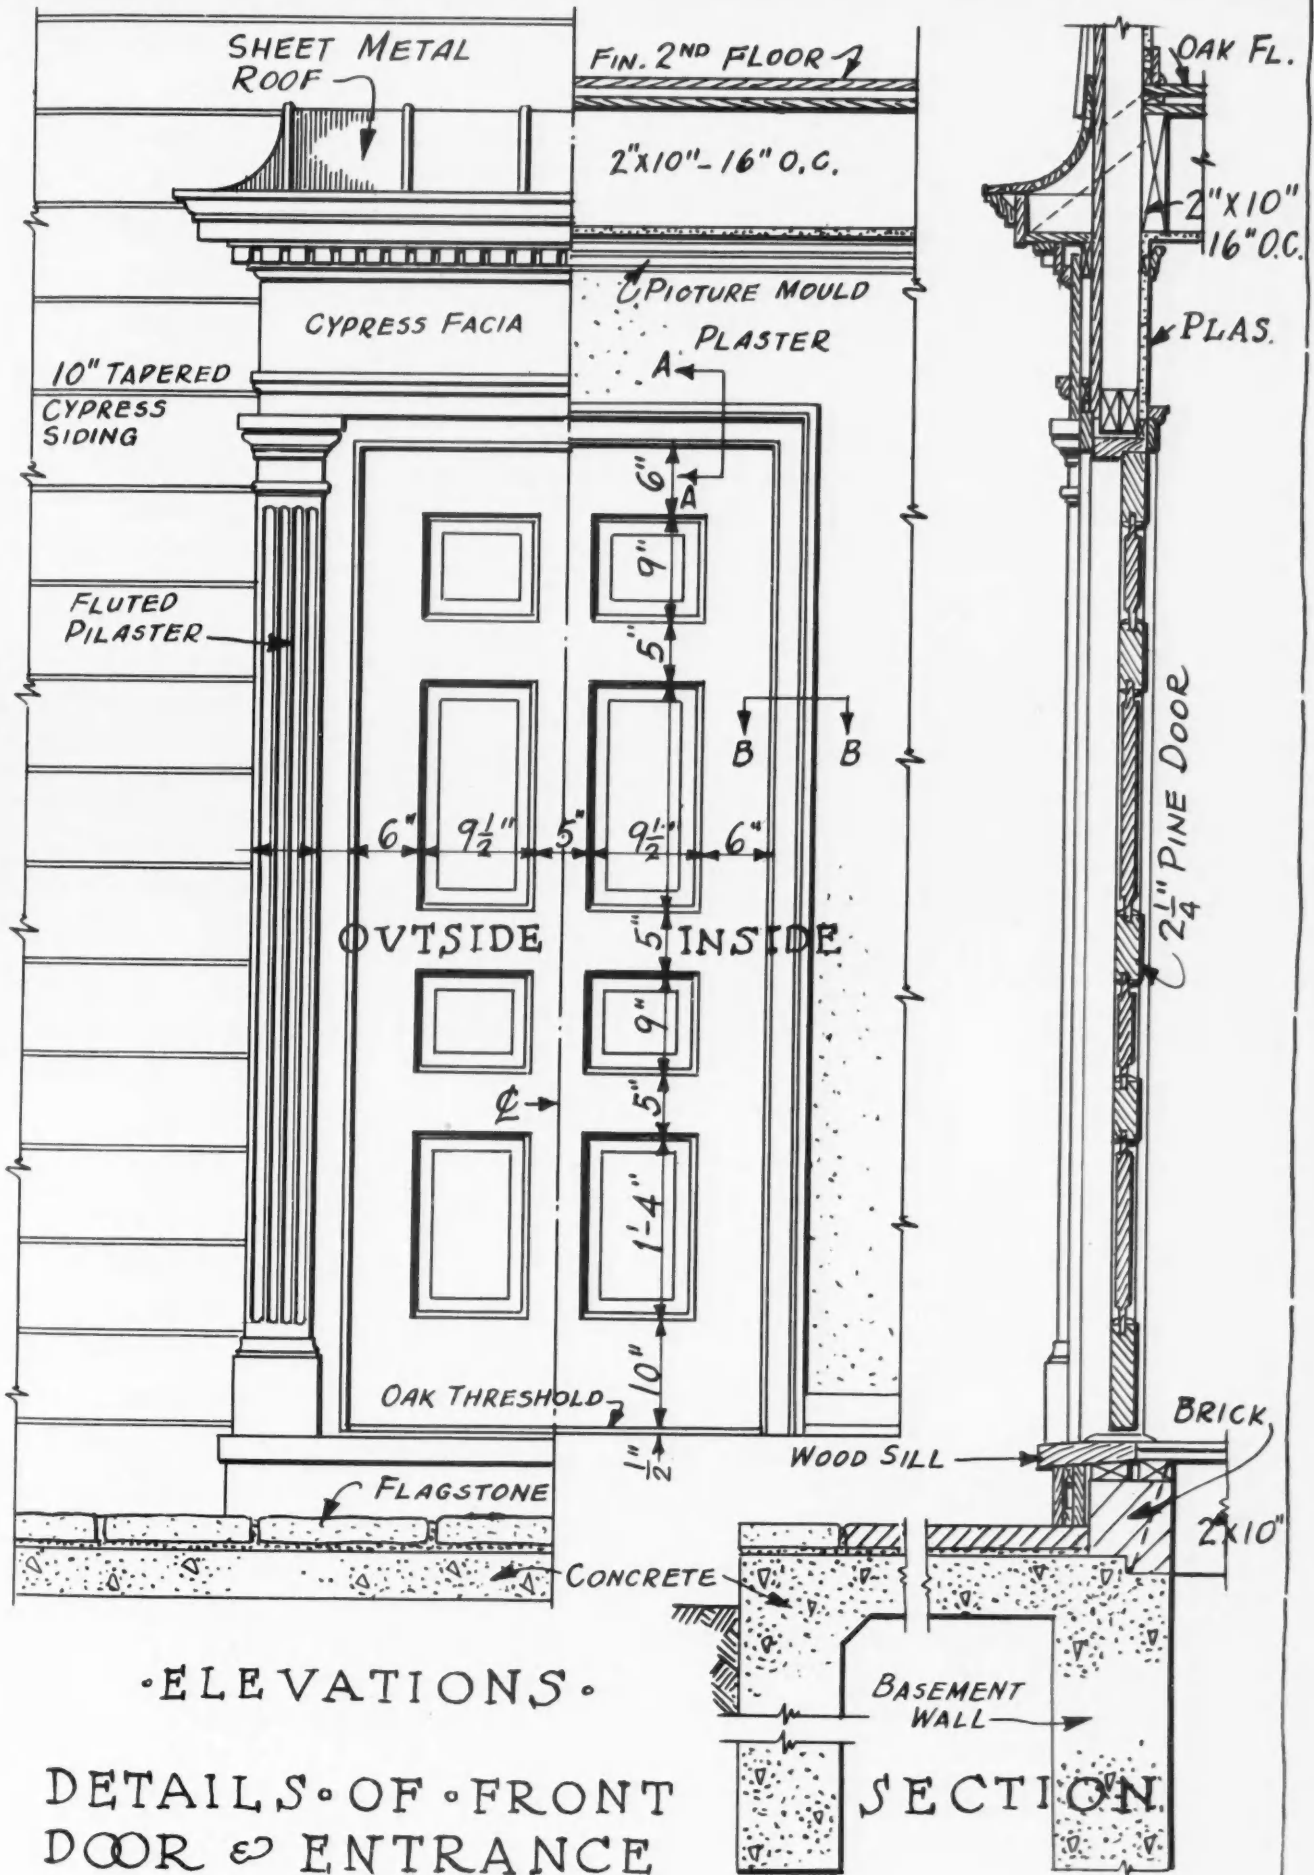 SHEET METAL
ROOF
FIN. 2ND FLOOR
OAK FL.
2"X10"-16" O.C.
2"X10"
16" O.C.
PICTURE MOULD
CYPRESS FACIA
PLASTER
PLAS.
10" TAPERED
CYPRESS
SIDING
A
A
6"
9"
5"
FLUTED
PILASTER
B B
2 1/4" PINE DOOR
6" 9 1/2" 5" 9 1/2" 6"
OVTSIDE INSIDE
5"
9"
℄
5"
1'-4"
10"
OAK THRESHOLD
1/2"
BRICK
WOOD SILL
FLAGSTONE
2X10"
CONCRETE
·ELEVATIONS·
BASEMENT
WALL
DETAILS·OF·FRONT
DOOR & ENTRANCE
SECTION